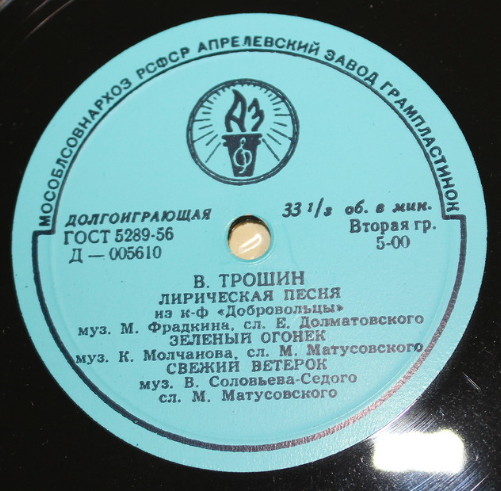 МОСОБЛСОВНАРХОЗ РСФСР АПРЕЛЕВСКИЙ ЗАВОД ГРАМПЛАСТИНОК
АЗ
ДОЛГОИГРАЮЩАЯ 33 1/3 об. в мин.
ГОСТ 5289-56 Вторая гр.
Д — 005610 5-00
В. ТРОШИН
ЛИРИЧЕСКАЯ ПЕСНЯ
из к-ф «Добровольцы»
муз. М. Фрадкина, сл. Е. Долматовского
ЗЕЛЕНЫЙ ОГОНЕК
муз. К. Молчанова, сл. М. Матусовского
СВЕЖИЙ ВЕТЕРОК
муз. В. Соловьева-Седого
сл. М. Матусовского